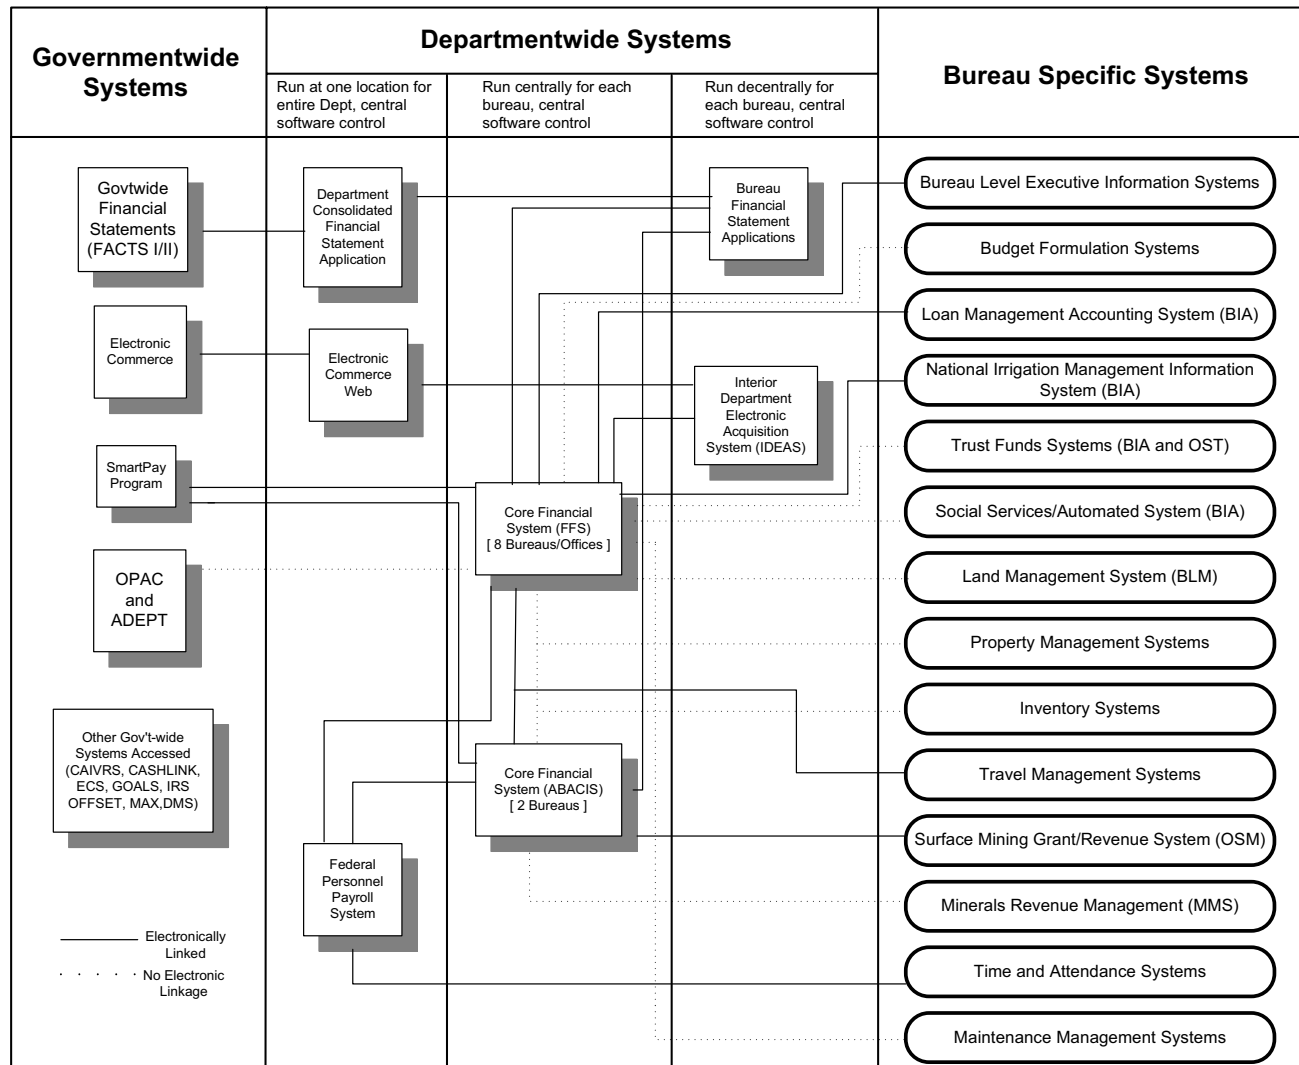 Governmentwide
Systems
Departmentwide Systems
Bureau Specific Systems
Run at one location for
entire Dept, central
software control
Run centrally for each
bureau, central
software control
Run decentrally for
each bureau, central
software control
Govtwide
Financial
Statements
(FACTS I/II)
Electronic
Commerce
SmartPay
Program
OPAC
and
ADEPT
Other Gov't-wide
Systems Accessed
(CAIVRS, CASHLINK,
ECS, GOALS, IRS
OFFSET, MAX,DMS)
Electronically
Linked
No Electronic
Linkage
Department
Consolidated
Financial
Statement
Application
Electronic
Commerce
Web
Federal
Personnel
Payroll
System
Core Financial
System (FFS)
[ 8 Bureaus/Offices ]
Core Financial
System (ABACIS)
[ 2 Bureaus ]
Bureau
Financial
Statement
Applications
Interior
Department
Electronic
Acquisition
System (IDEAS)
Bureau Level Executive Information Systems
Budget Formulation Systems
Loan Management Accounting System (BIA)
National Irrigation Management Information
System (BIA)
Trust Funds Systems (BIA and OST)
Social Services/Automated System (BIA)
Land Management System (BLM)
Property Management Systems
Inventory Systems
Travel Management Systems
Surface Mining Grant/Revenue System (OSM)
Minerals Revenue Management (MMS)
Time and Attendance Systems
Maintenance Management Systems